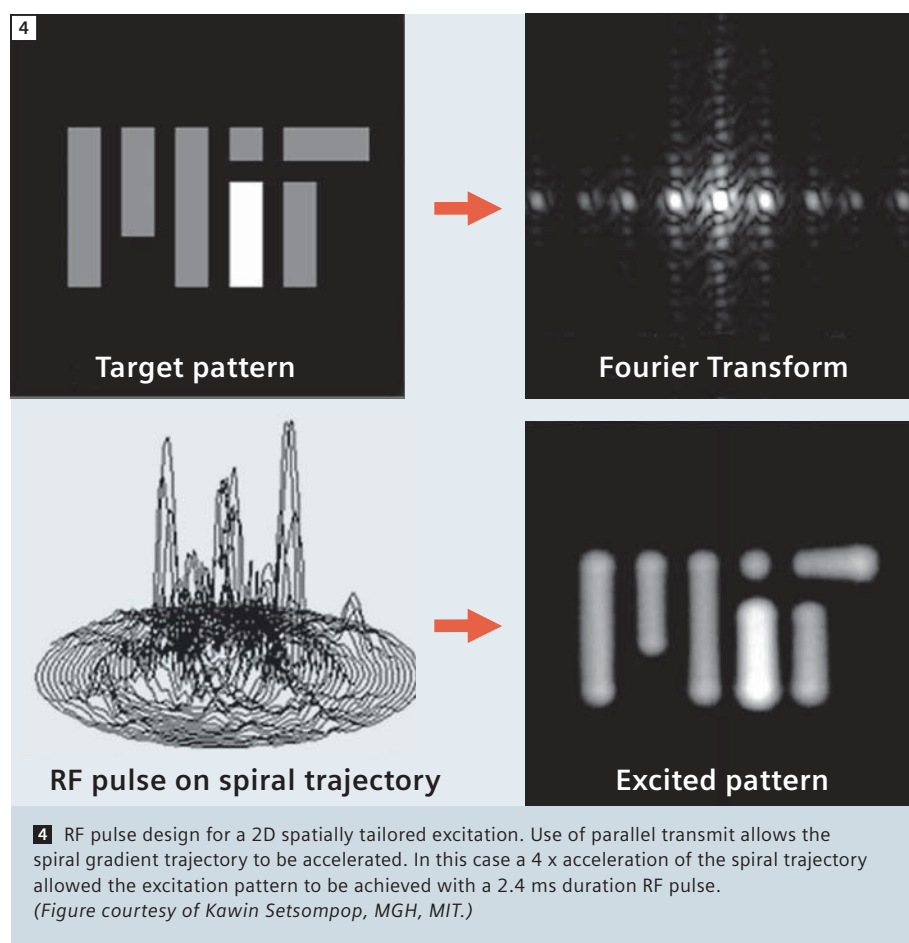 4
Target pattern
Fourier Transform
RF pulse on spiral trajectory
Excited pattern
4 RF pulse design for a 2D spatially tailored excitation. Use of parallel transmit allows the
spiral gradient trajectory to be accelerated. In this case a 4 x acceleration of the spiral trajectory
allowed the excitation pattern to be achieved with a 2.4 ms duration RF pulse.
(Figure courtesy of Kawin Setsompop, MGH, MIT.)